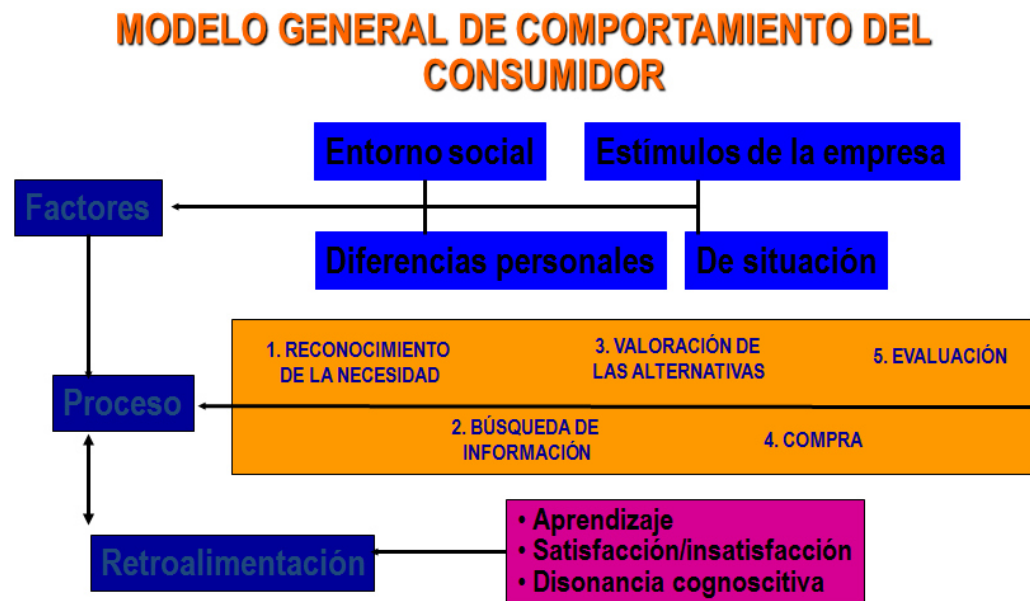 MODELO GENERAL DE COMPORTAMIENTO DEL
CONSUMIDOR
Entorno social
Estímulos de la empresa
Factores
Diferencias personales
De situación
1. RECONOCIMIENTO
DE LA NECESIDAD
3. VALORACIÓN DE
LAS ALTERNATIVAS
5. EVALUACIÓN
Proceso
2. BÚSQUEDA DE
INFORMACIÓN
4. COMPRA
Retroalimentación
• Aprendizaje
• Satisfacción/insatisfacción
• Disonancia cognoscitiva